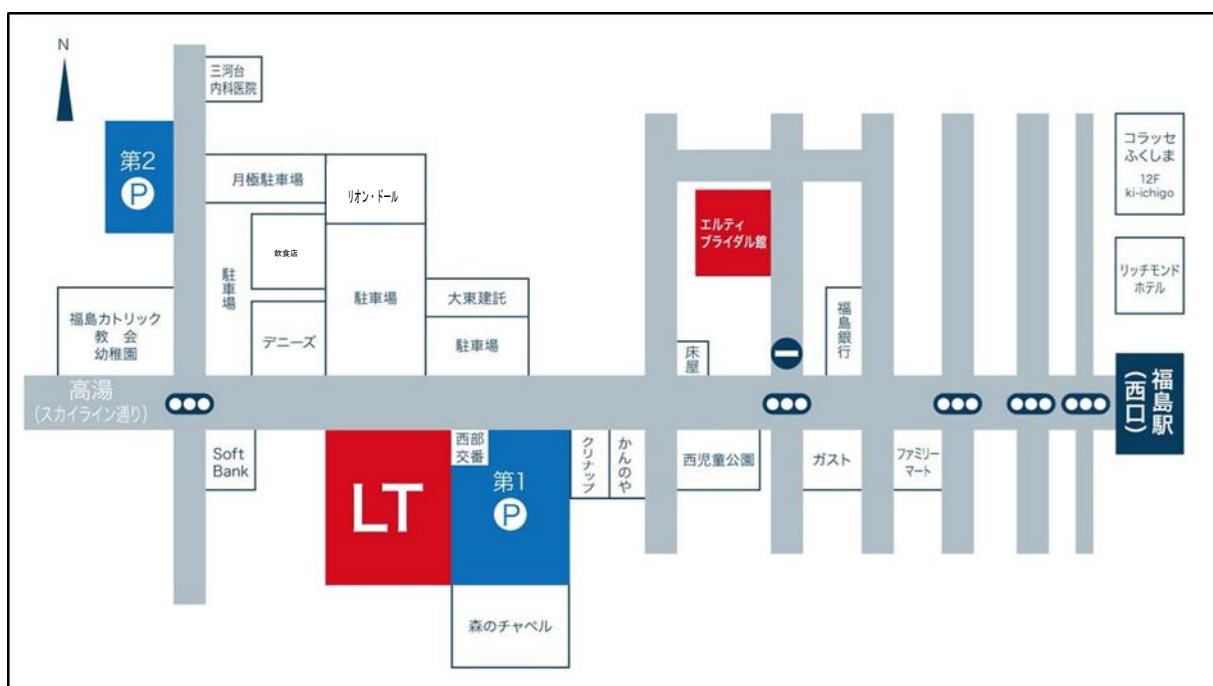 N
三河台
内科医院
第2
P
月極駐車場
リオン・ドール
飲食店
駐車場
デニーズ
駐車場
大東建託
駐車場
福島カトリック
教 会
幼稚園
エルティ
ブライダル館
床屋
福島銀行
コラッセ
ふくしま
12F
ki-ichigo
リッチモンド
ホテル
福島駅
(西口)
高湯
(スカイライン通り)
Soft
Bank
LT
西部
交番
第1
P
クリナップ
かんのや
西児童公園
ガスト
ファミリー
マート
森のチャペル